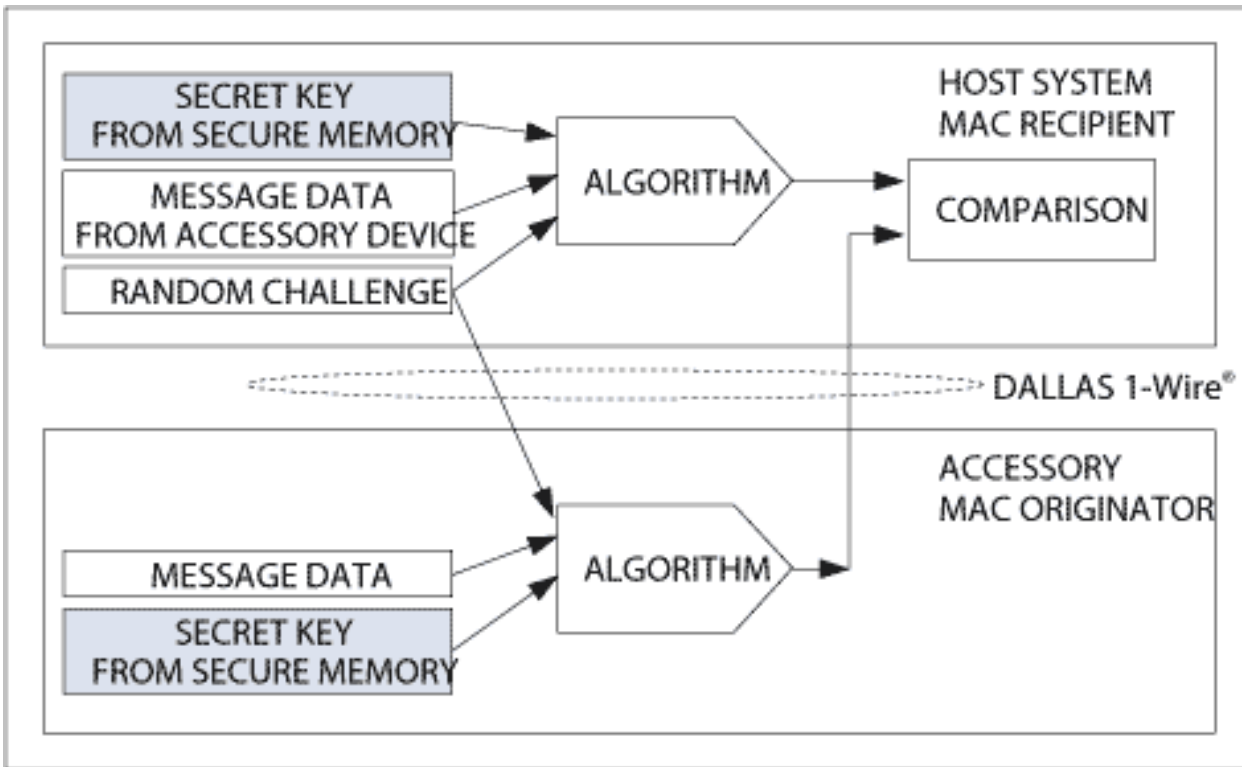 SECRET KEY
FROM SECURE MEMORY
MESSAGE DATA
FROM ACCESSORY DEVICE
RANDOM CHALLENGE
ALGORITHM
HOST SYSTEM
MAC RECIPIENT
COMPARISON
DALLAS 1-Wire®
ACCESSORY
MAC ORIGINATOR
MESSAGE DATA
SECRET KEY
FROM SECURE MEMORY
ALGORITHM